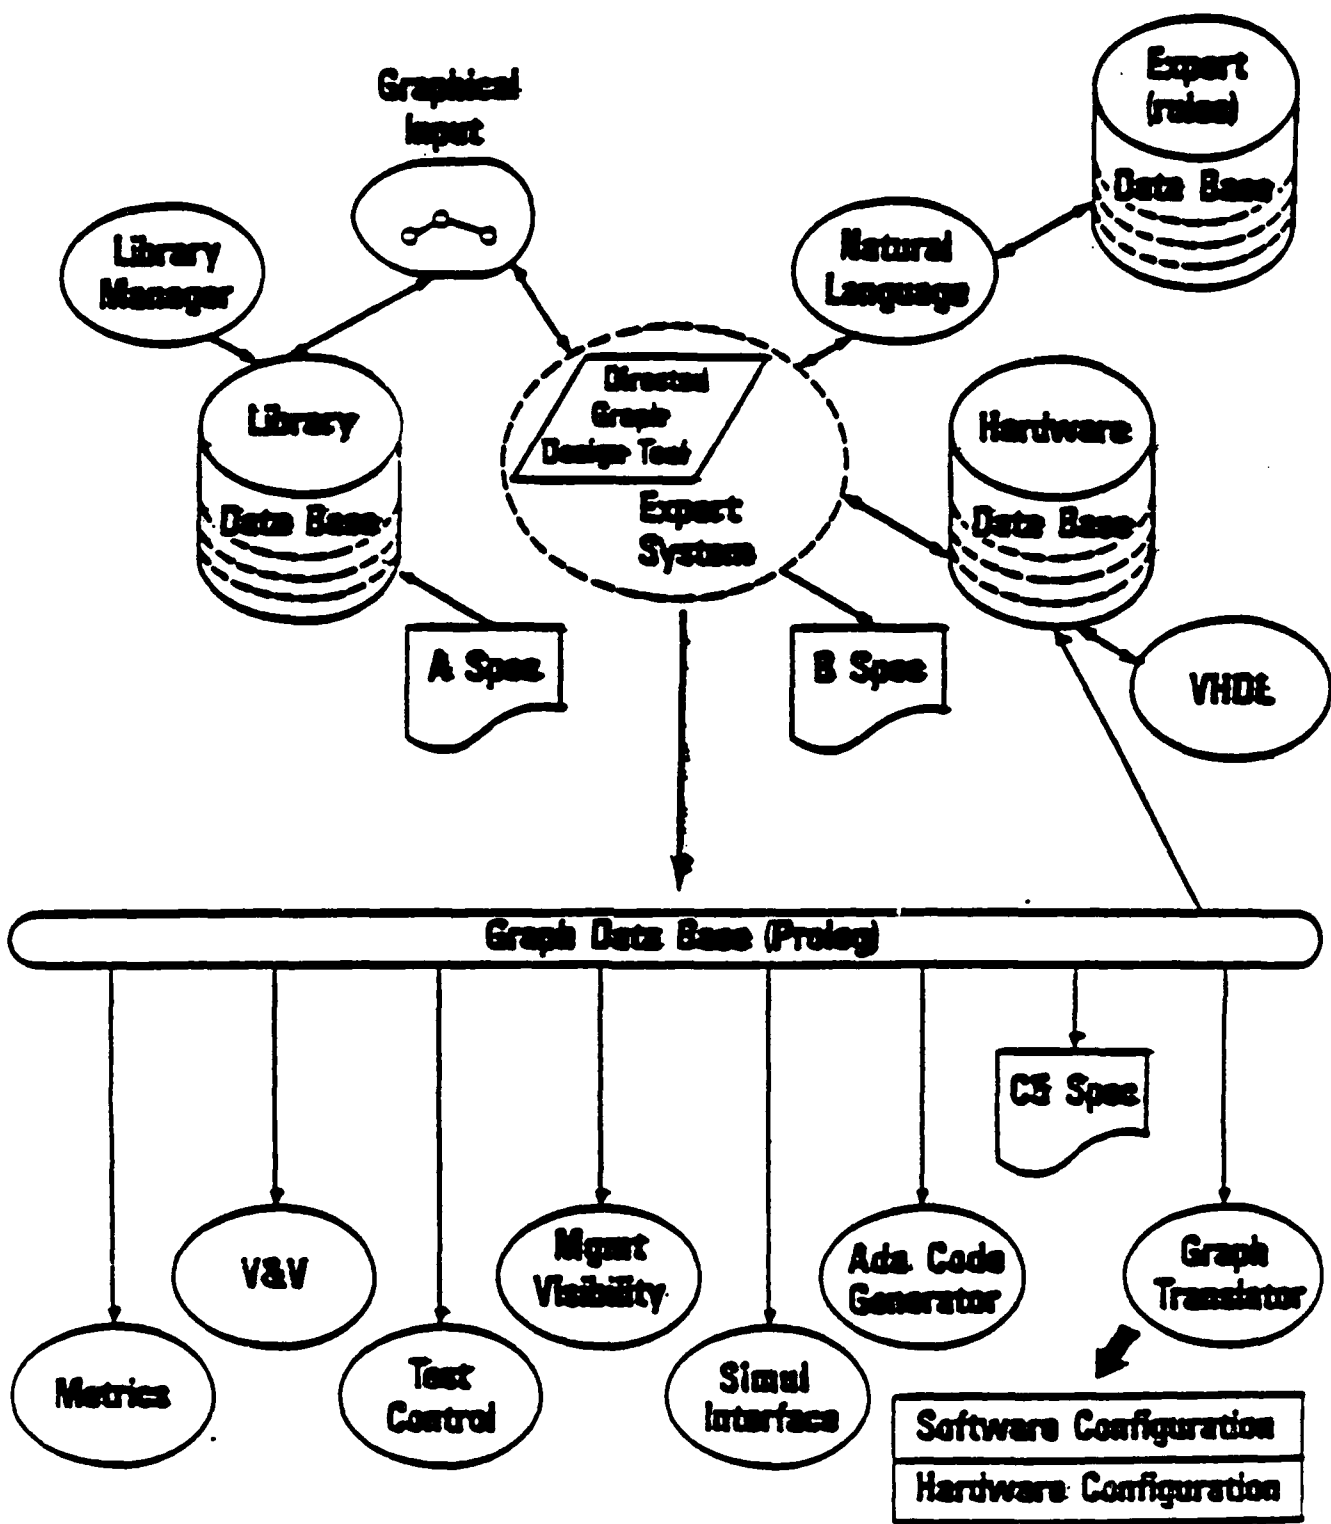 Graphical
Input
Expert
(rules)
Data Base
Library
Manager
Natural
Language
Library
Data Base
Directed
Graph
Design Test
Expert
System
Hardware
Data Base
A Spec
B Spec
Graph Data Base (Prolog)
C5 Spec
V&V
Mgmt
Visibility
Ada Code
Generator
Graph
Translator
Metrics
Test
Control
Simul
Interface
Software Configuration
Hardware Configuration